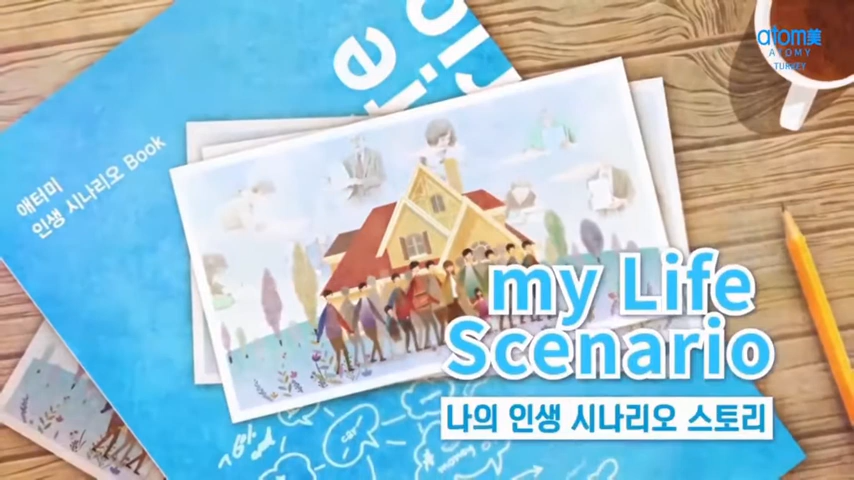 atom美
ATOMY
TURKEY
애터미
인생 시나리오 Book
my Life
Scenario
나의 인생 시나리오 스토리